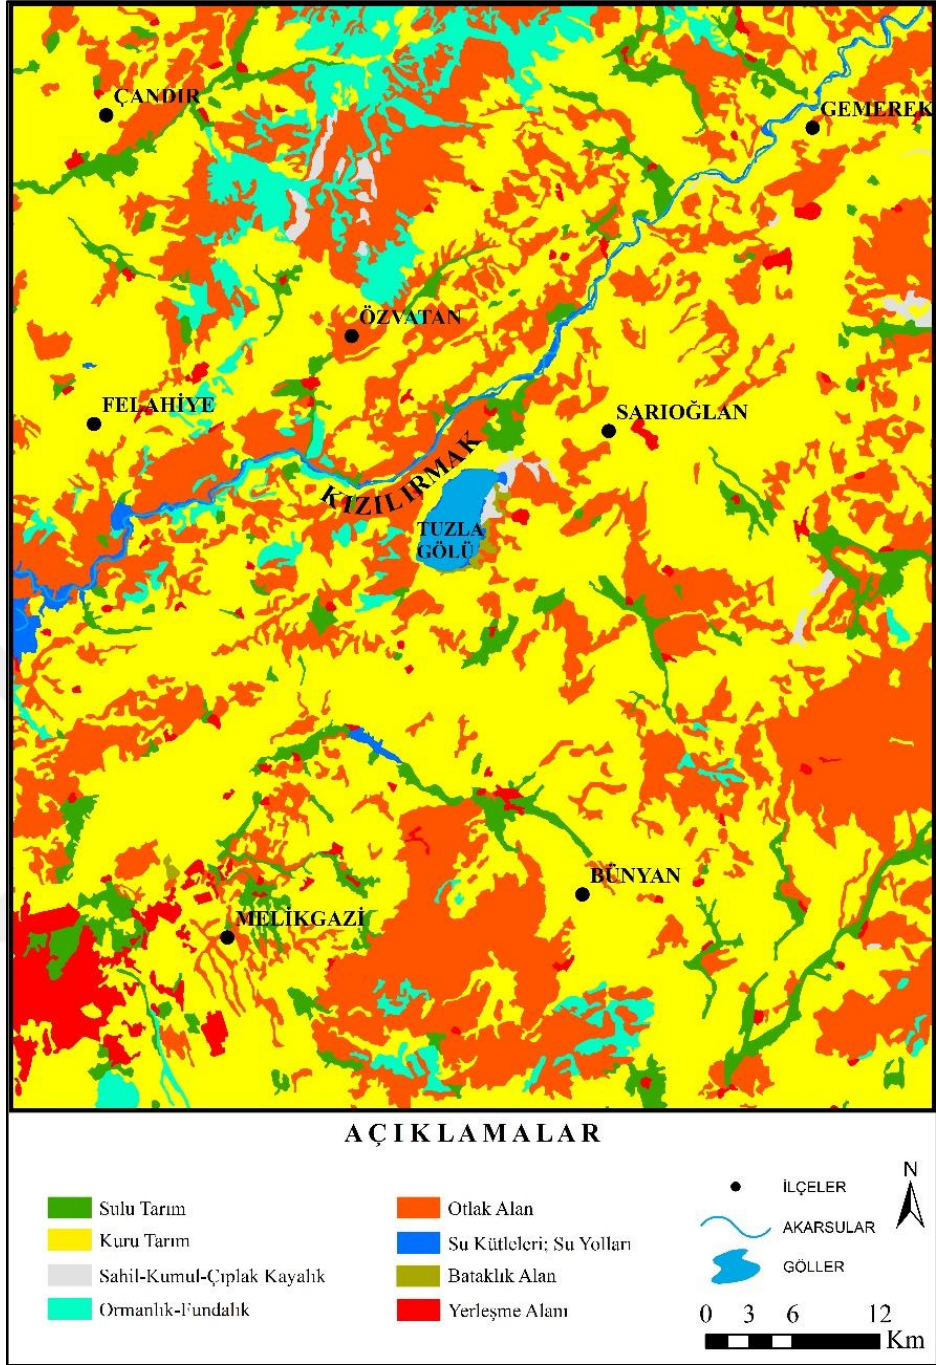 ÇANDIR
GEMEREK
ÖZVATAN
FELAHİYE
SARIOĞLAN
KIZILIRMAK
TUZLA
GÖLÜ
BÜNYAN
MELİKGAZİ
AÇIKLAMALAR
Sulu Tarım
Kuru Tarım
Sahil-Kumul-Çıplak Kayalık
Ormanlık-Fundalık
Otlak Alan
Su Kütleleri; Su Yolları
Bataklık Alan
Yerleşme Alanı
İLÇELER
AKARSULAR
GÖLLER
N
0 3 6 12
Km